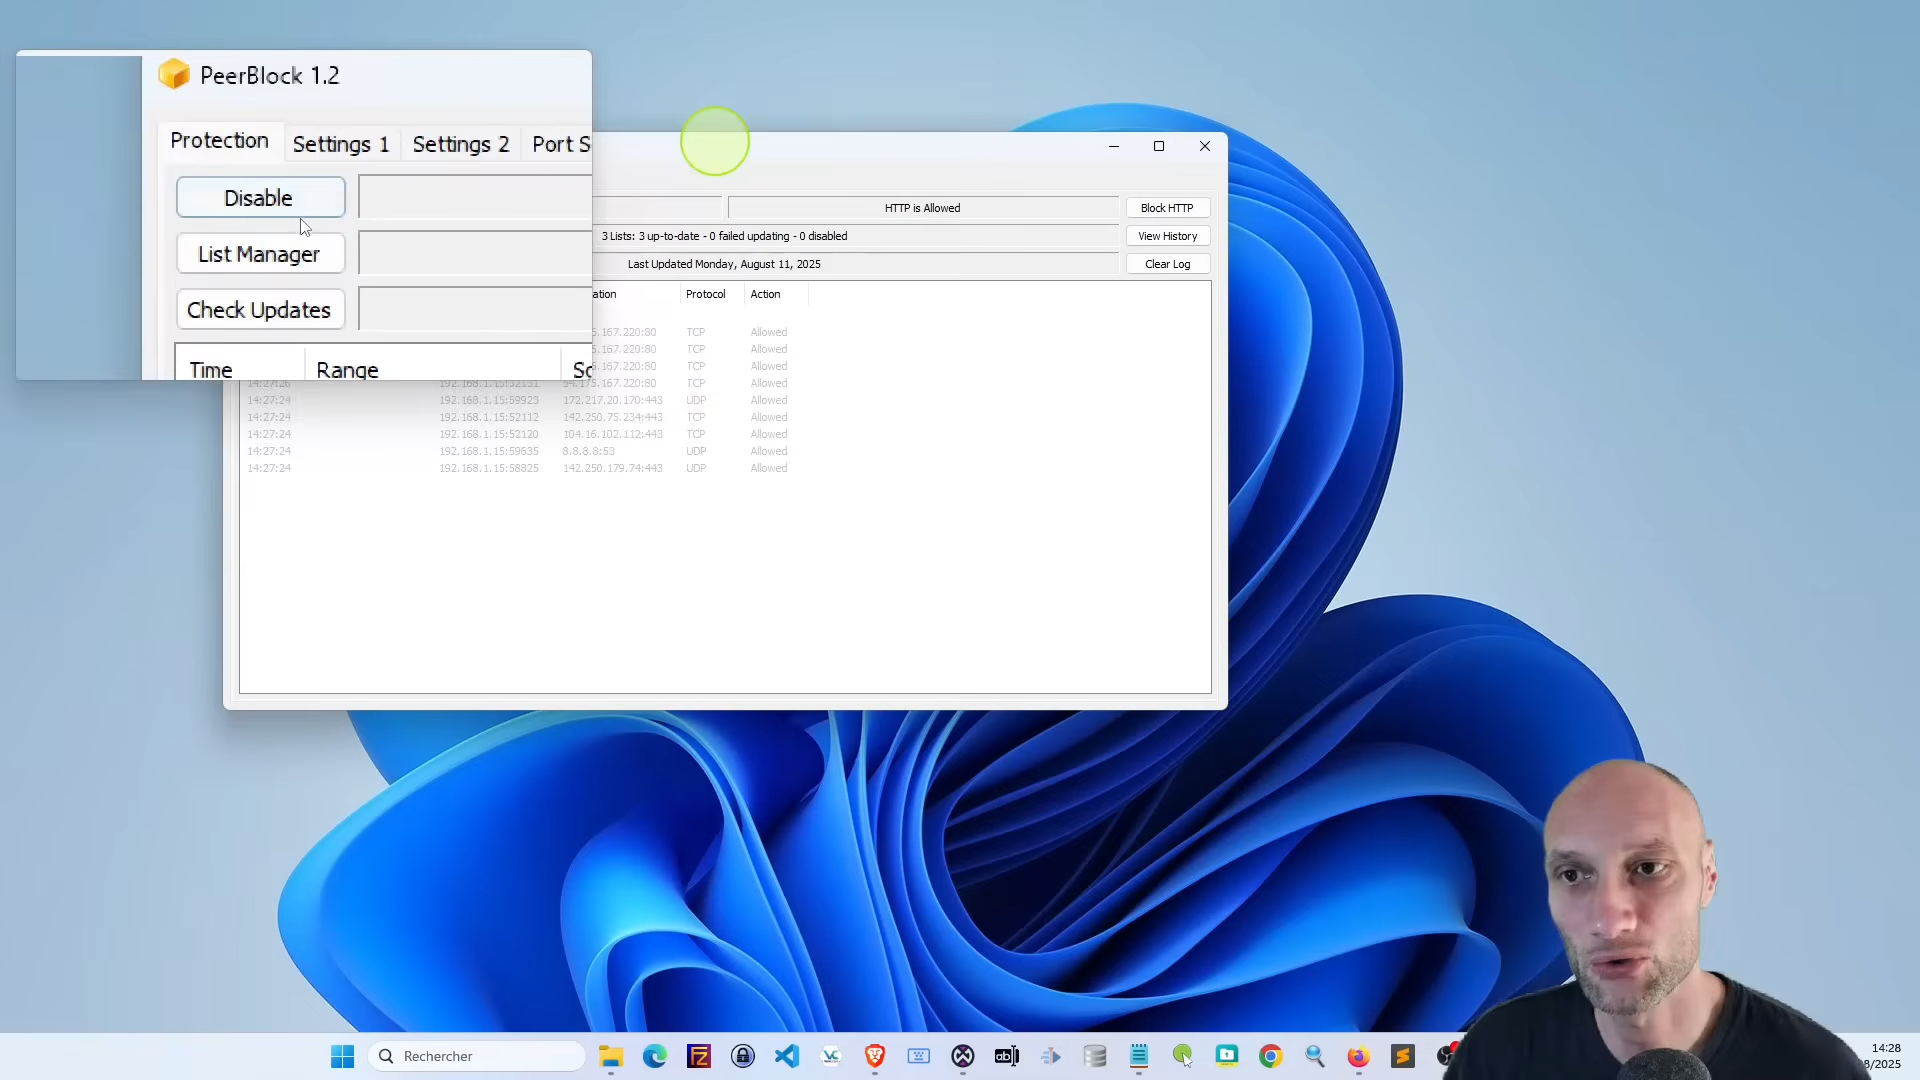 PeerBlock 1.2
Protection
Settings 1
Settings 2
Port S
Disable
HTTP is Allowed
Block HTTP
List Manager
3 Lists: 3 up-to-date - 0 failed updating - 0 disabled
View History
Check Updates
Last Updated Monday, August 11, 2025
Clear Log
Time
Range
ation
Protocol
Action
5.167.220:80 TCP Allowed
5.167.220:80 TCP Allowed
5.167.220:80 TCP Allowed
14:27:26 192.168.1.15:52131 54.175.167.220:80 TCP Allowed
14:27:24 192.168.1.15:59923 172.217.20.170:443 UDP Allowed
14:27:24 192.168.1.15:52112 142.250.75.234:443 TCP Allowed
14:27:24 192.168.1.15:52120 104.16.102.112:443 TCP Allowed
14:27:24 192.168.1.15:59635 8.8.8.8:53 UDP Allowed
14:27:24 192.168.1.15:58825 142.250.179.74:443 UDP Allowed
Rechercher
14:28
8/2025